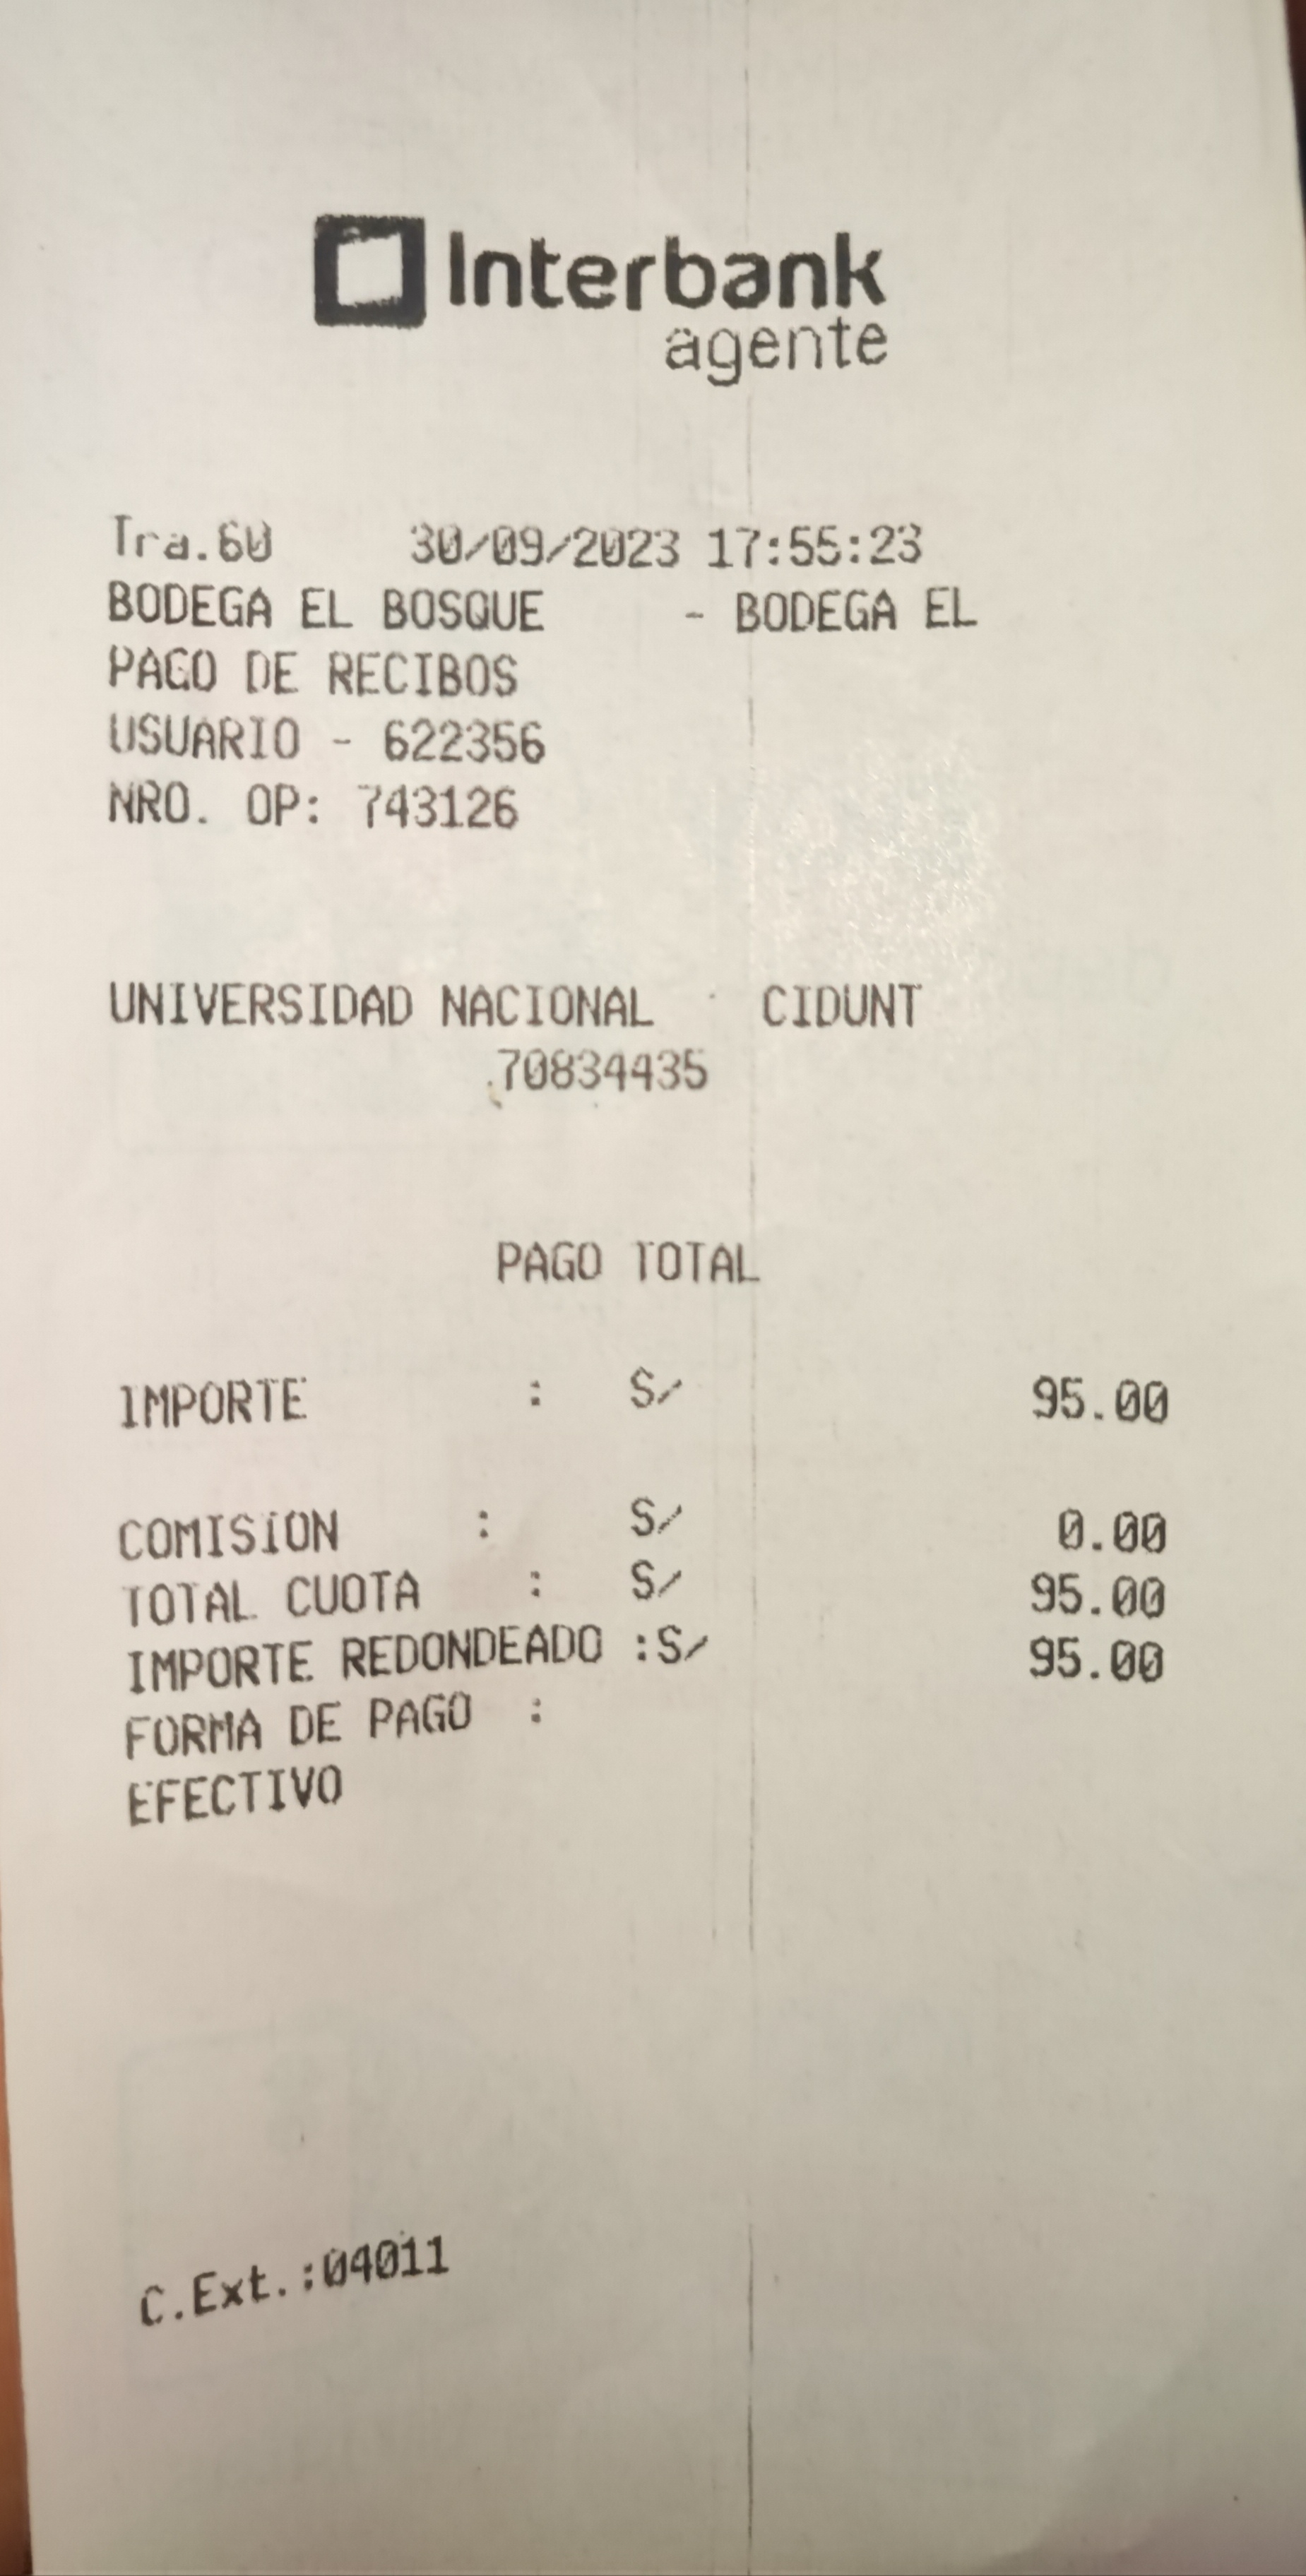 Interbank
agente
Tra.60 30/09/2023 17:55:23
BODEGA EL BOSQUE - BODEGA EL
PAGO DE RECIBOS
USUARIO - 622356
NRO. OP: 743126
UNIVERSIDAD NACIONAL CIDUNT
70834435
PAGO TOTAL
IMPORTE : S/ 95.00
COMISION : S/ 0.00
TOTAL CUOTA : S/ 95.00
IMPORTE REDONDEADO :S/ 95.00
FORMA DE PAGO :
EFECTIVO
C.Ext.:04011